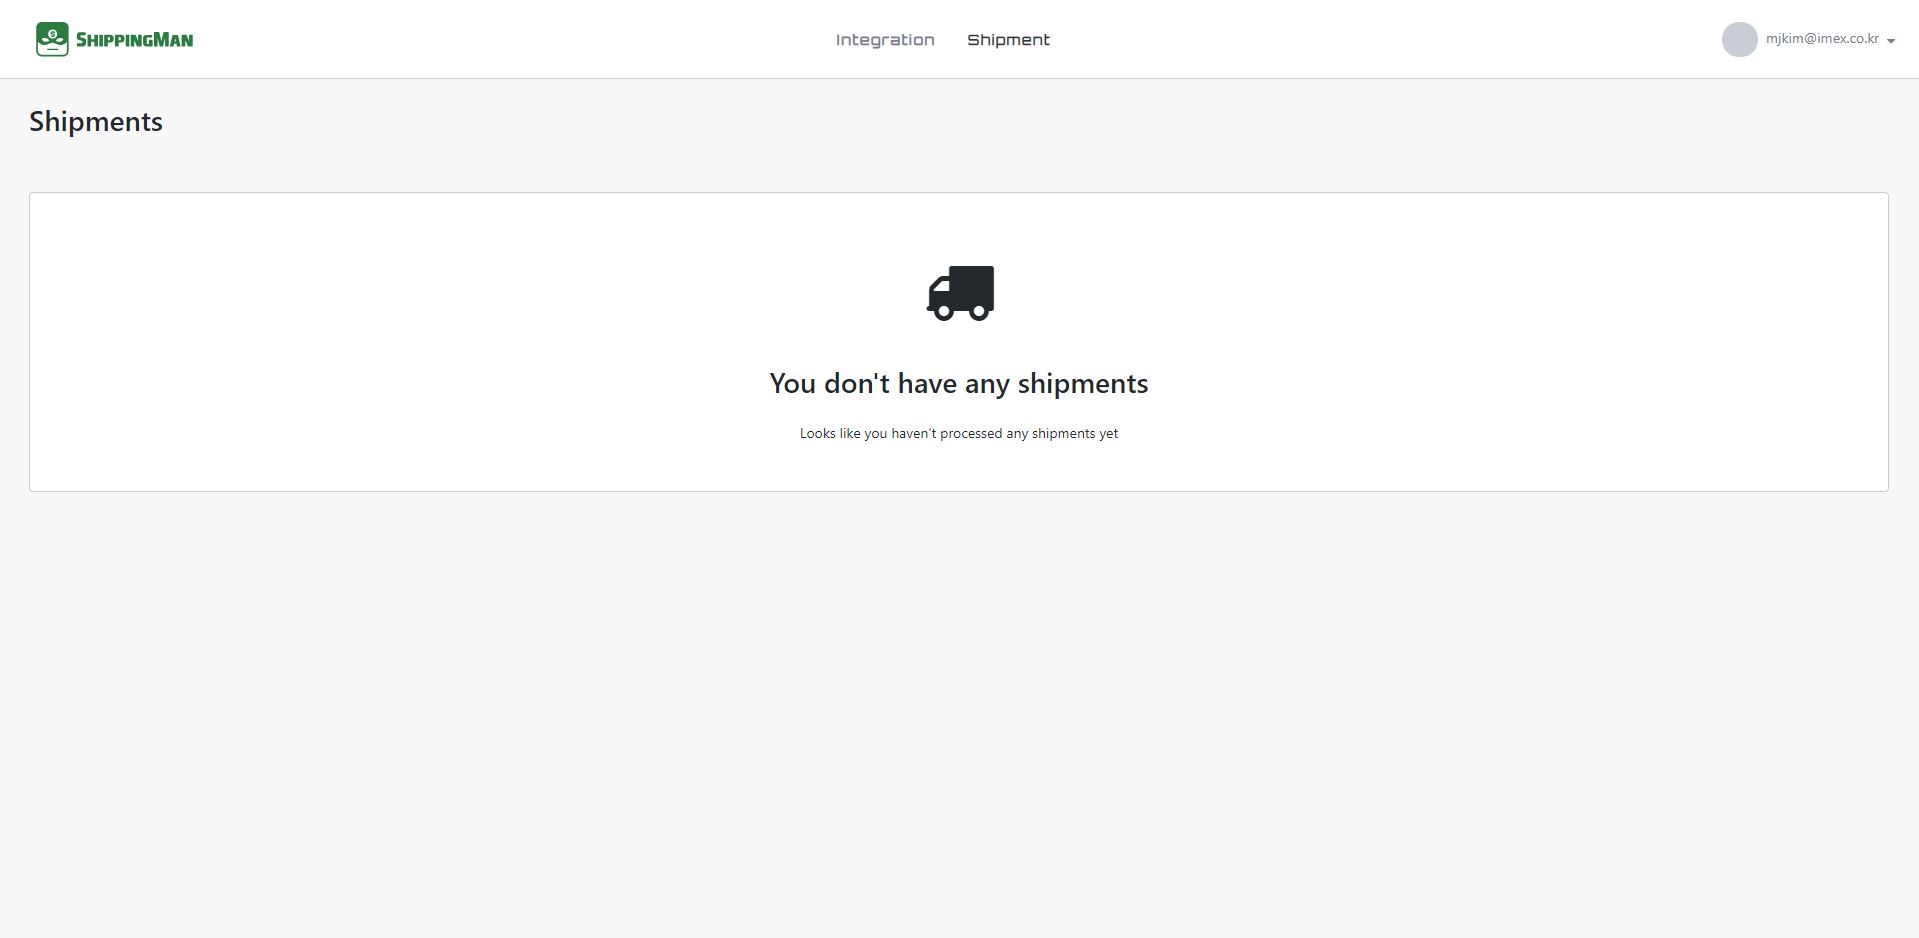 ShippingMan
Integration
Shipment
mjkim@imex.co.kr
Shipments
You don't have any shipments
Looks like you haven't processed any shipments yet